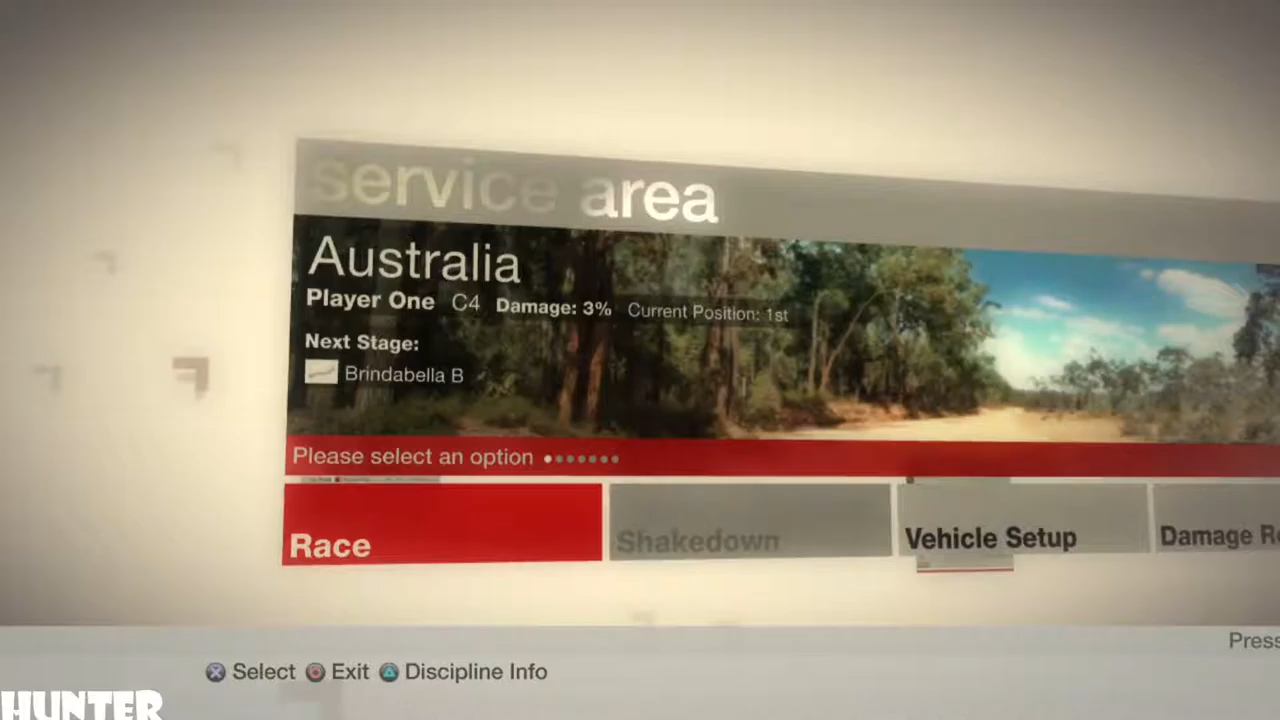 service area
Australia
Player One C4 Damage: 3% Current Position: 1st
Next Stage:
Brindabella B
Please select an option
Race
Shakedown
Vehicle Setup
Damage R
Press
Select Exit Discipline Info
HUNTER